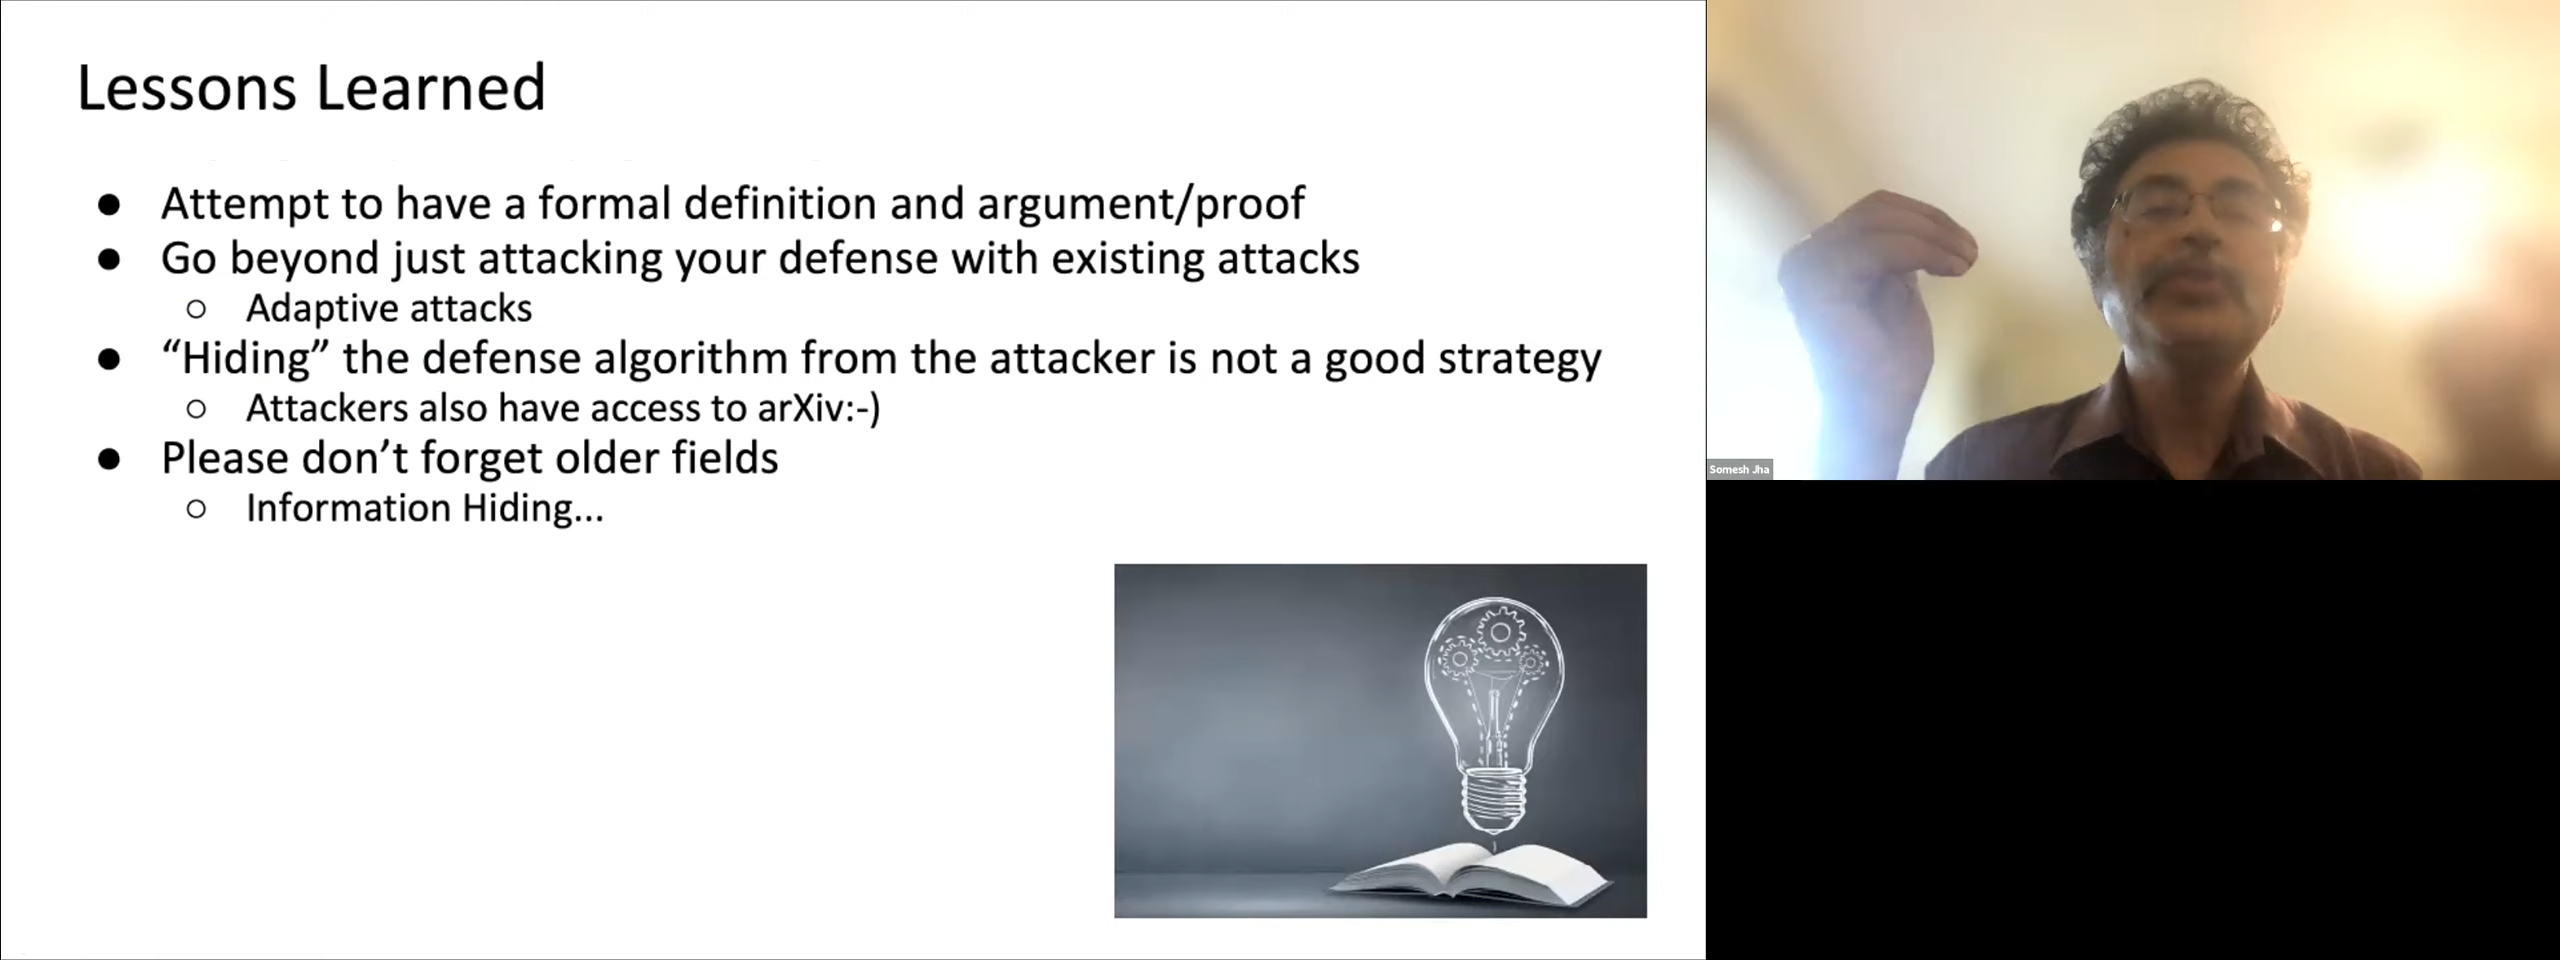 Lessons Learned
● Attempt to have a formal definition and argument/proof
● Go beyond just attacking your defense with existing attacks
○ Adaptive attacks
● “Hiding” the defense algorithm from the attacker is not a good strategy
○ Attackers also have access to arXiv:-)
● Please don’t forget older fields
○ Information Hiding...
Somesh Jha